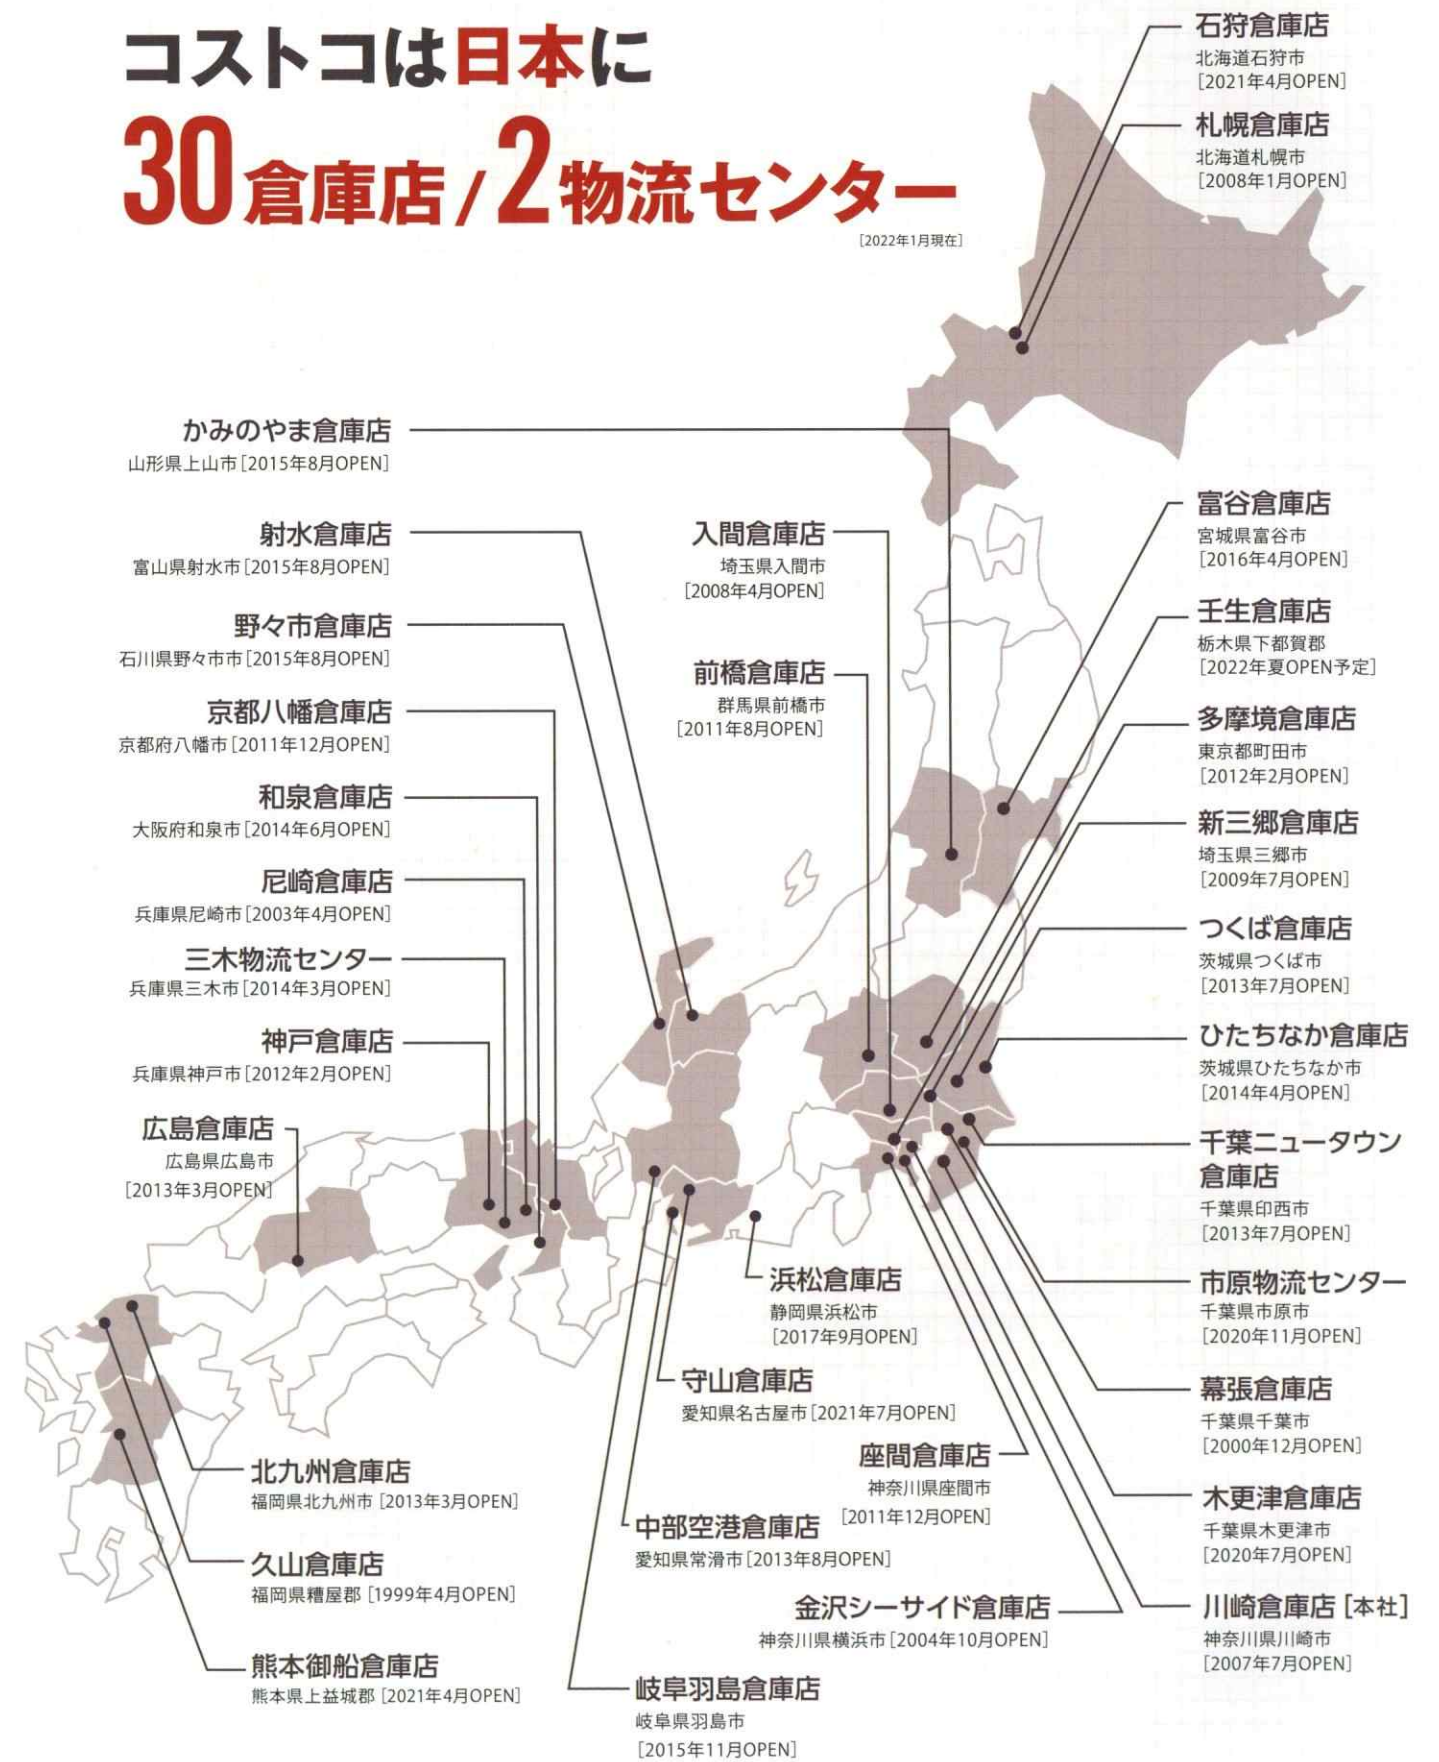 コストコは日本に
30倉庫店/2物流センター
[2022年1月現在]
石狩倉庫店
北海道石狩市
[2021年4月OPEN]
札幌倉庫店
北海道札幌市
[2008年1月OPEN]
かみのやま倉庫店
山形県上山市[2015年8月OPEN]
射水倉庫店
富山県射水市[2015年8月OPEN]
野々市倉庫店
石川県野々市市[2015年8月OPEN]
京都八幡倉庫店
京都府八幡市[2011年12月OPEN]
和泉倉庫店
大阪府和泉市[2014年6月OPEN]
尼崎倉庫店
兵庫県尼崎市[2003年4月OPEN]
三木物流センター
兵庫県三木市[2014年3月OPEN]
神戸倉庫店
兵庫県神戸市[2012年2月OPEN]
広島倉庫店
広島県広島市
[2013年3月OPEN]
入間倉庫店
埼玉県入間市
[2008年4月OPEN]
前橋倉庫店
群馬県前橋市
[2011年8月OPEN]
富谷倉庫店
宮城県富谷市
[2016年4月OPEN]
壬生倉庫店
栃木県下都賀郡
[2022年夏OPEN予定]
多摩境倉庫店
東京都町田市
[2012年2月OPEN]
新三郷倉庫店
埼玉県三郷市
[2009年7月OPEN]
つくば倉庫店
茨城県つくば市
[2013年7月OPEN]
ひたちなか倉庫店
茨城県ひたちなか市
[2014年4月OPEN]
千葉ニュータウン
倉庫店
千葉県印西市
[2013年7月OPEN]
市原物流センター
千葉県市原市
[2020年11月OPEN]
幕張倉庫店
千葉県千葉市
[2000年12月OPEN]
木更津倉庫店
千葉県木更津市
[2020年7月OPEN]
川崎倉庫店[本社]
神奈川県川崎市
[2007年7月OPEN]
浜松倉庫店
静岡県浜松市
[2017年9月OPEN]
守山倉庫店
愛知県名古屋市[2021年7月OPEN]
座間倉庫店
神奈川県座間市
[2011年12月OPEN]
中部空港倉庫店
愛知県常滑市[2013年8月OPEN]
金沢シーサイド倉庫店
神奈川県横浜市[2004年10月OPEN]
岐阜羽島倉庫店
岐阜県羽島市
[2015年11月OPEN]
北九州倉庫店
福岡県北九州市 [2013年3月OPEN]
久山倉庫店
福岡県糟屋郡 [1999年4月OPEN]
熊本御船倉庫店
熊本県上益城郡 [2021年4月OPEN]